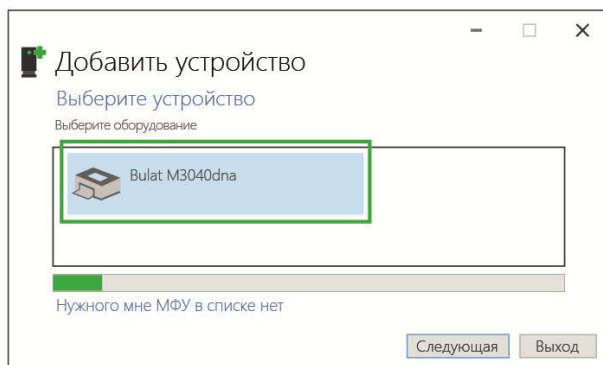 Добавить устройство
Выберите устройство
Выберите оборудование
Bulat M3040dna
Нужного мне МФУ в списке нет
Следующая
Выход